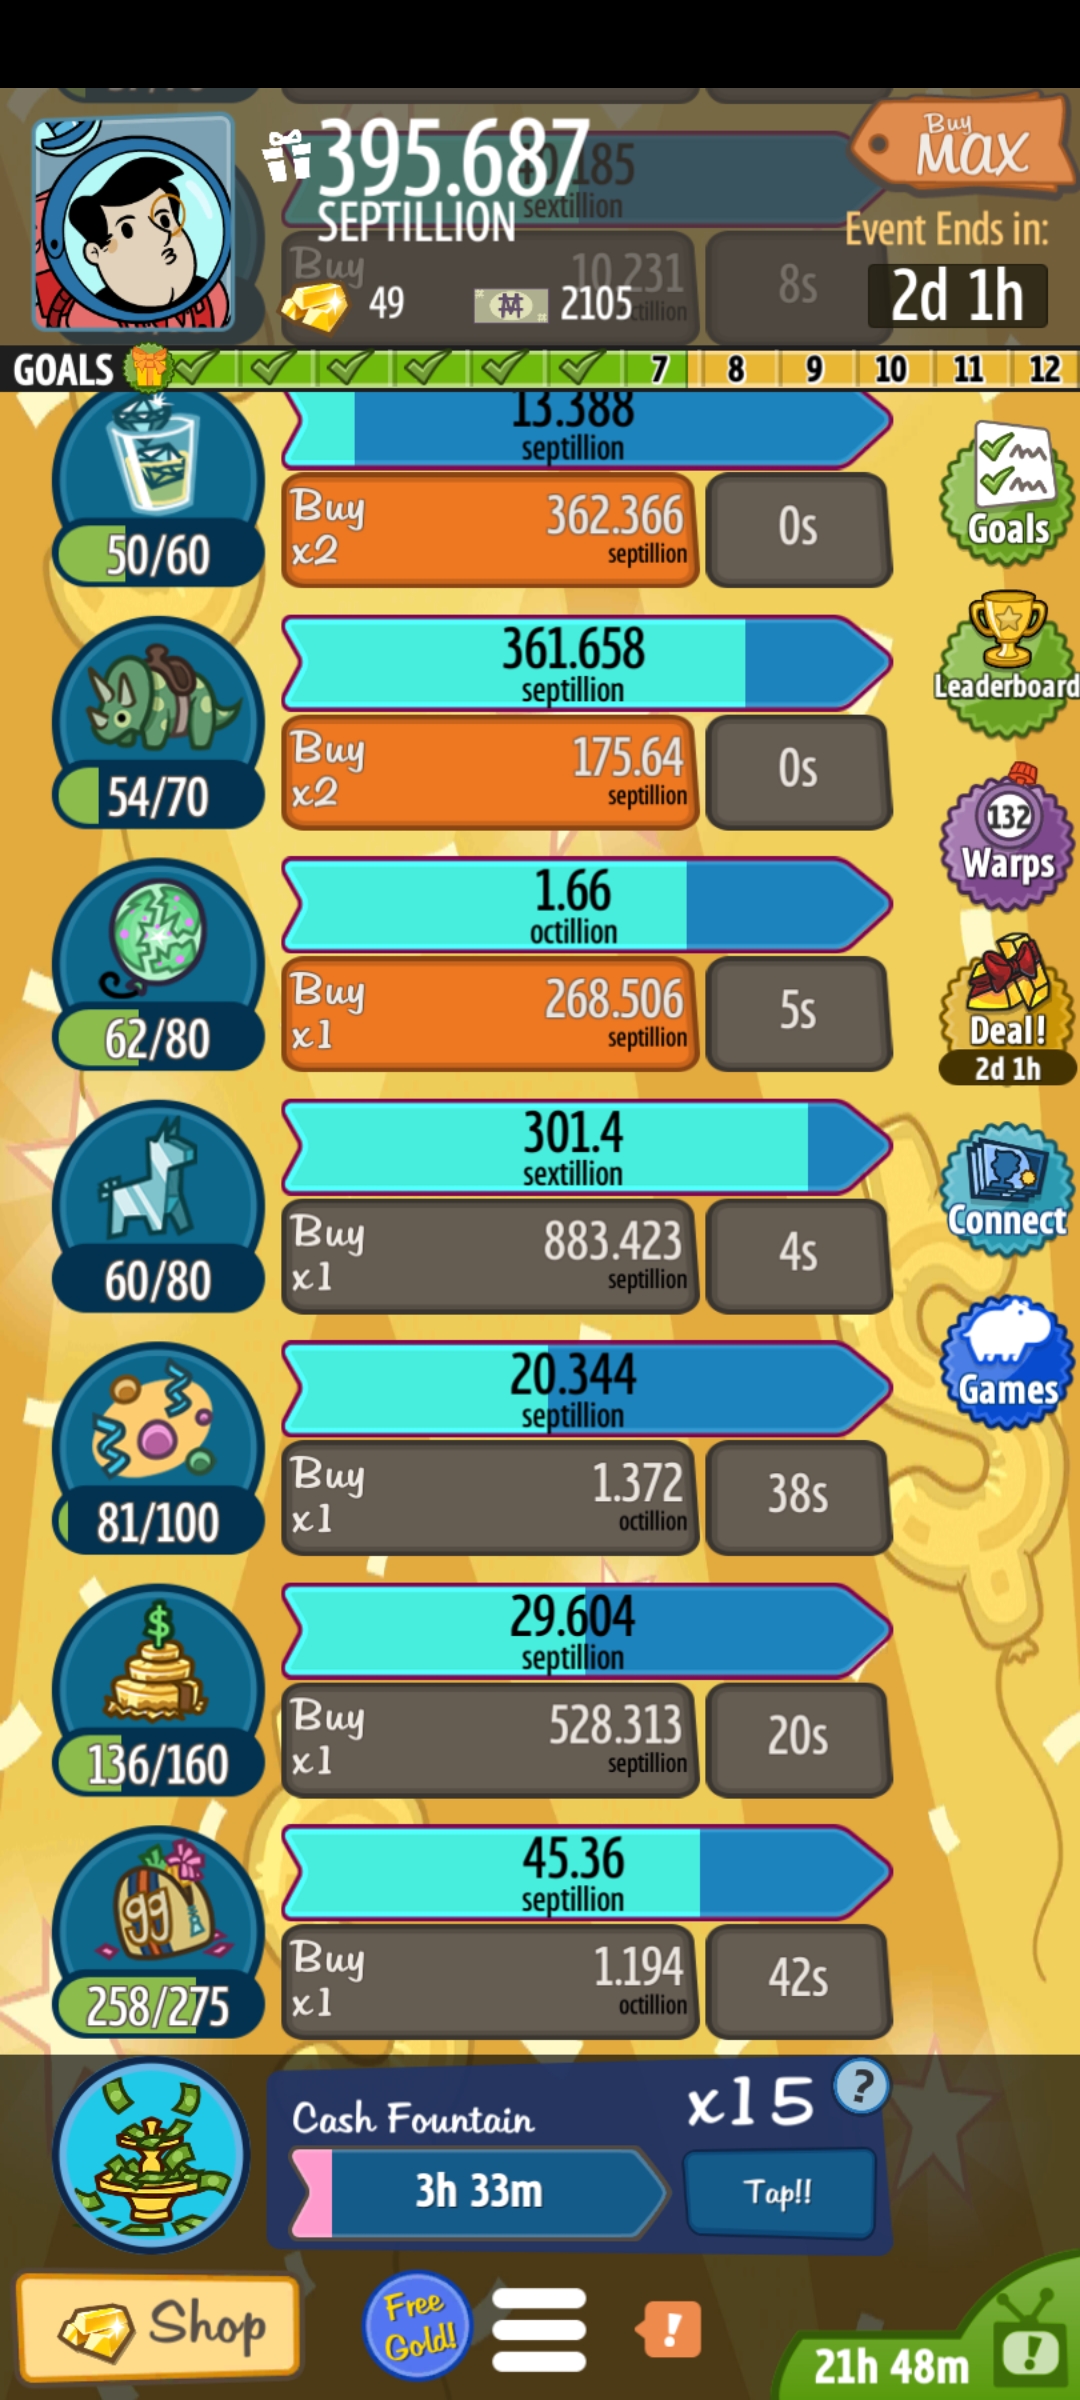 395.687
SEPTILLION
Buy
MAX
185
sextillion
Event Ends in:
2d 1h
Buy
10.231
8s
49
2105
GOALS
7 8 9 10 11 12
13.388
septillion
50/60
Buy
x2
362.366
septillion
0s
Goals
361.658
septillion
54/70
Buy
x2
175.64
septillion
0s
Leaderboard
1.66
octillion
62/80
Buy
x1
268.506
septillion
5s
132
Warps
Deal!
2d 1h
301.4
sextillion
60/80
Buy
x1
883.423
septillion
4s
Connect
20.344
septillion
81/100
Buy
x1
1.372
octillion
38s
Games
$
29.604
septillion
136/160
Buy
x1
528.313
septillion
20s
99
45.36
septillion
258/275
Buy
x1
1.194
octillion
42s
Cash Fountain
x15
?
3h 33m
Tap!!
Shop
Free
Gold!
!
21h 48m
!